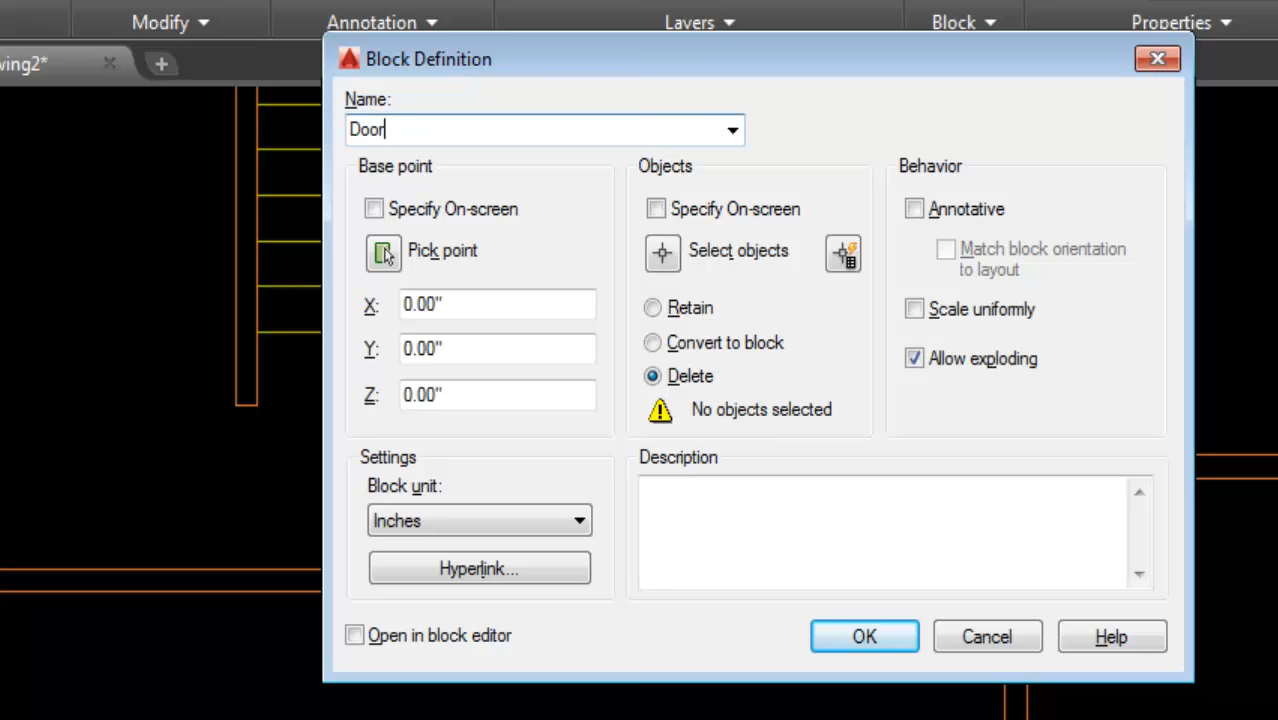 Modify Annotation Layers Block Properties
wing2*
Block Definition
Name:
Door
Base point
Specify On-screen
Pick point
X: 0.00"
Y: 0.00"
Z: 0.00"
Objects
Specify On-screen
Select objects
Retain
Convert to block
Delete
No objects selected
Behavior
Annotative
Match block orientation
to layout
Scale uniformly
Allow exploding
Settings
Block unit:
Inches
Hyperlink...
Description
Open in block editor
OK Cancel Help